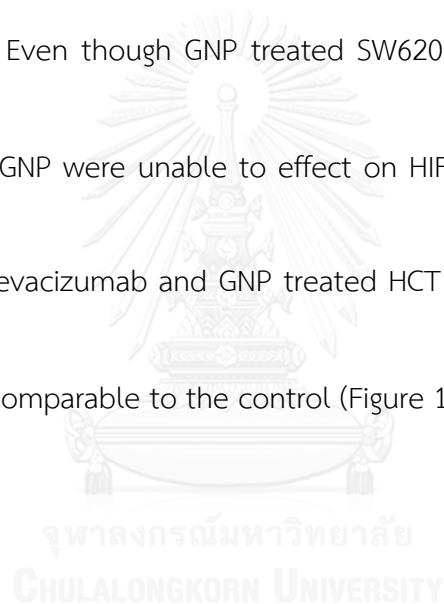 Even though GNP treated SW620
GNP were unable to effect on HIF
evacizumab and GNP treated HCT
omparable to the control (Figure 1
จุฬาลงกรณ์มหาวิทยาลัย
CHULALONGKORN UNIVERSITY